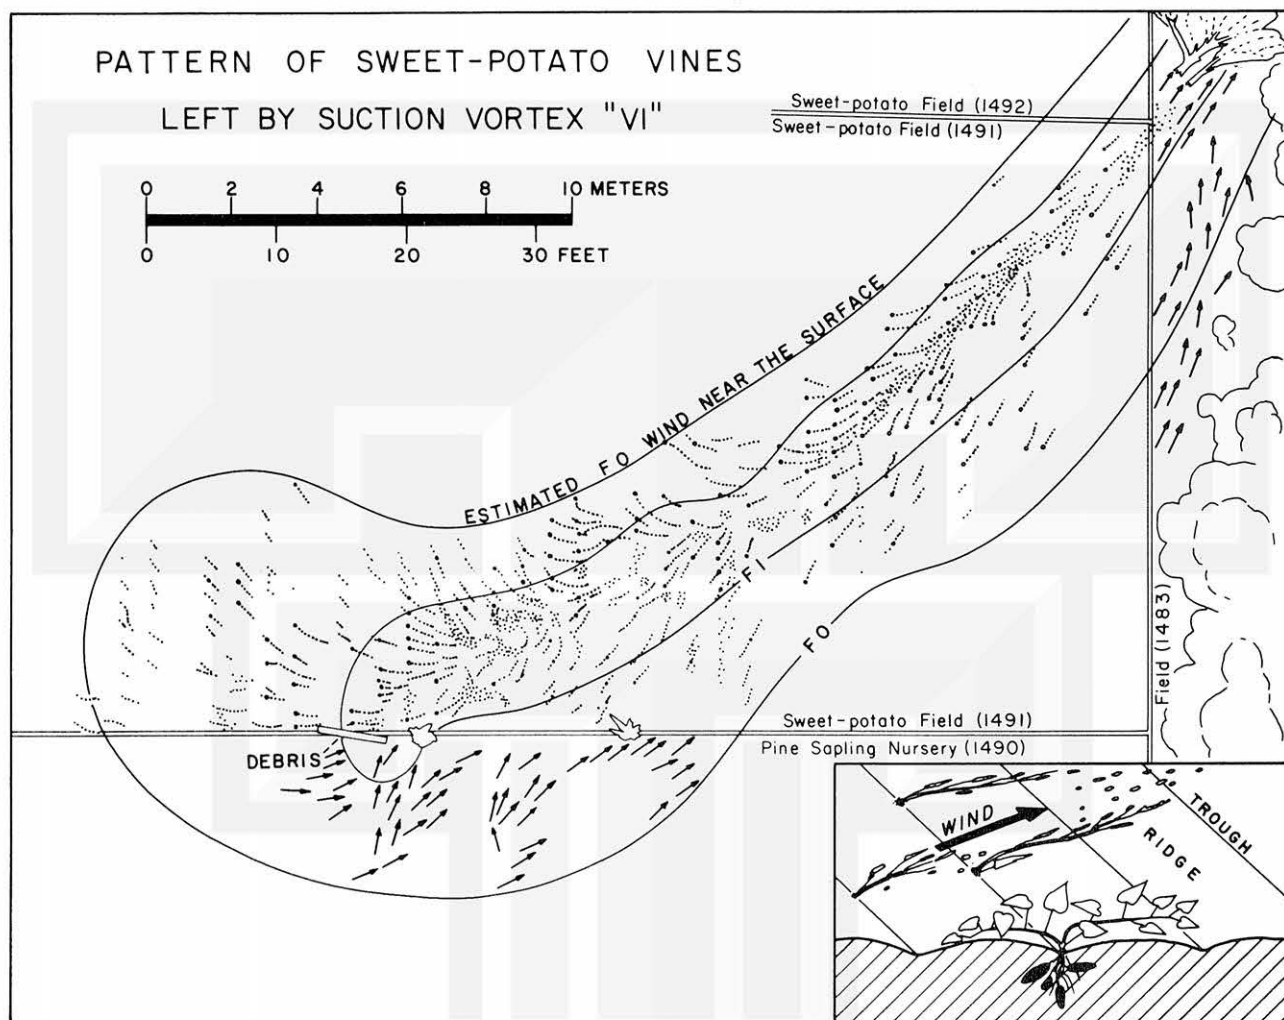 PATTERN OF SWEET-POTATO VINES
LEFT BY SUCTION VORTEX "VI"
0 2 4 6 8 10 METERS
0 10 20 30 FEET
Sweet-potato Field (1492)
Sweet-potato Field (1491)
ESTIMATED F0 WIND NEAR THE SURFACE
F1
F0
Field (1483)
Sweet-potato Field (1491)
Pine Sapling Nursery (1490)
DEBRIS
WIND
TROUGH
RIDGE